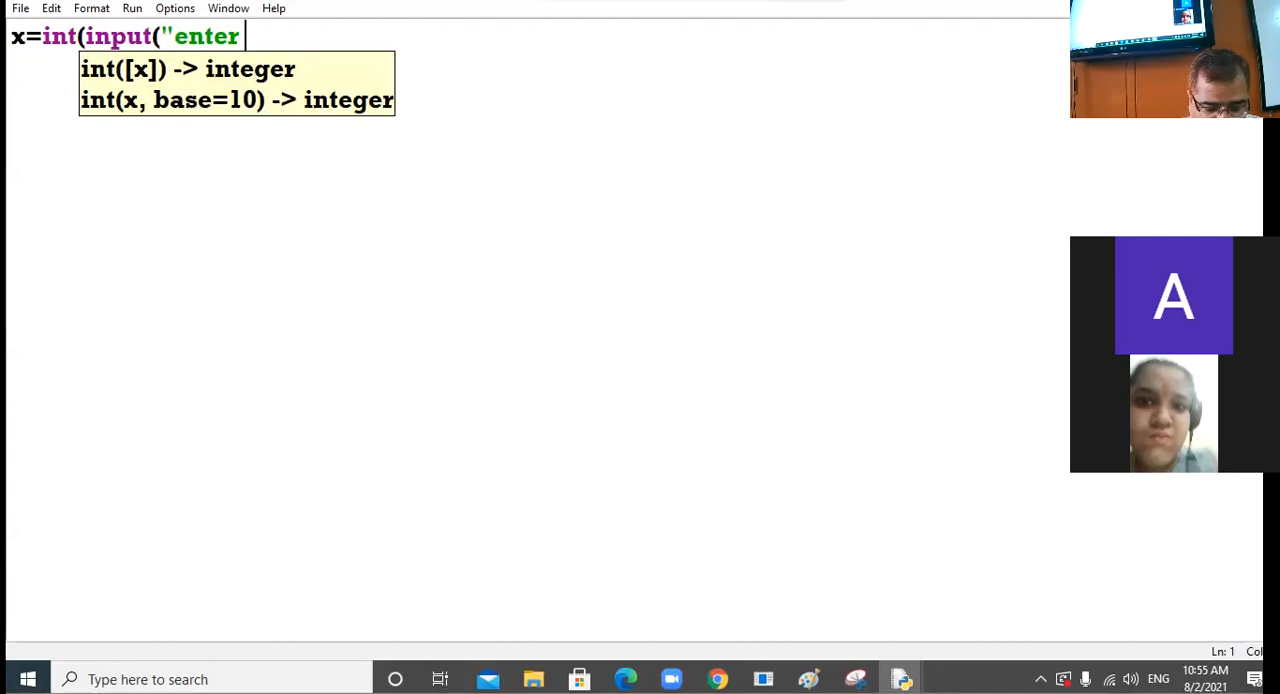 File Edit Format Run Options Window Help
x=int(input("enter
int([x]) -> integer
int(x, base=10) -> integer
A
A
Ln: 1 Col
Type here to search
ENG
10:55 AM
8/2/2021